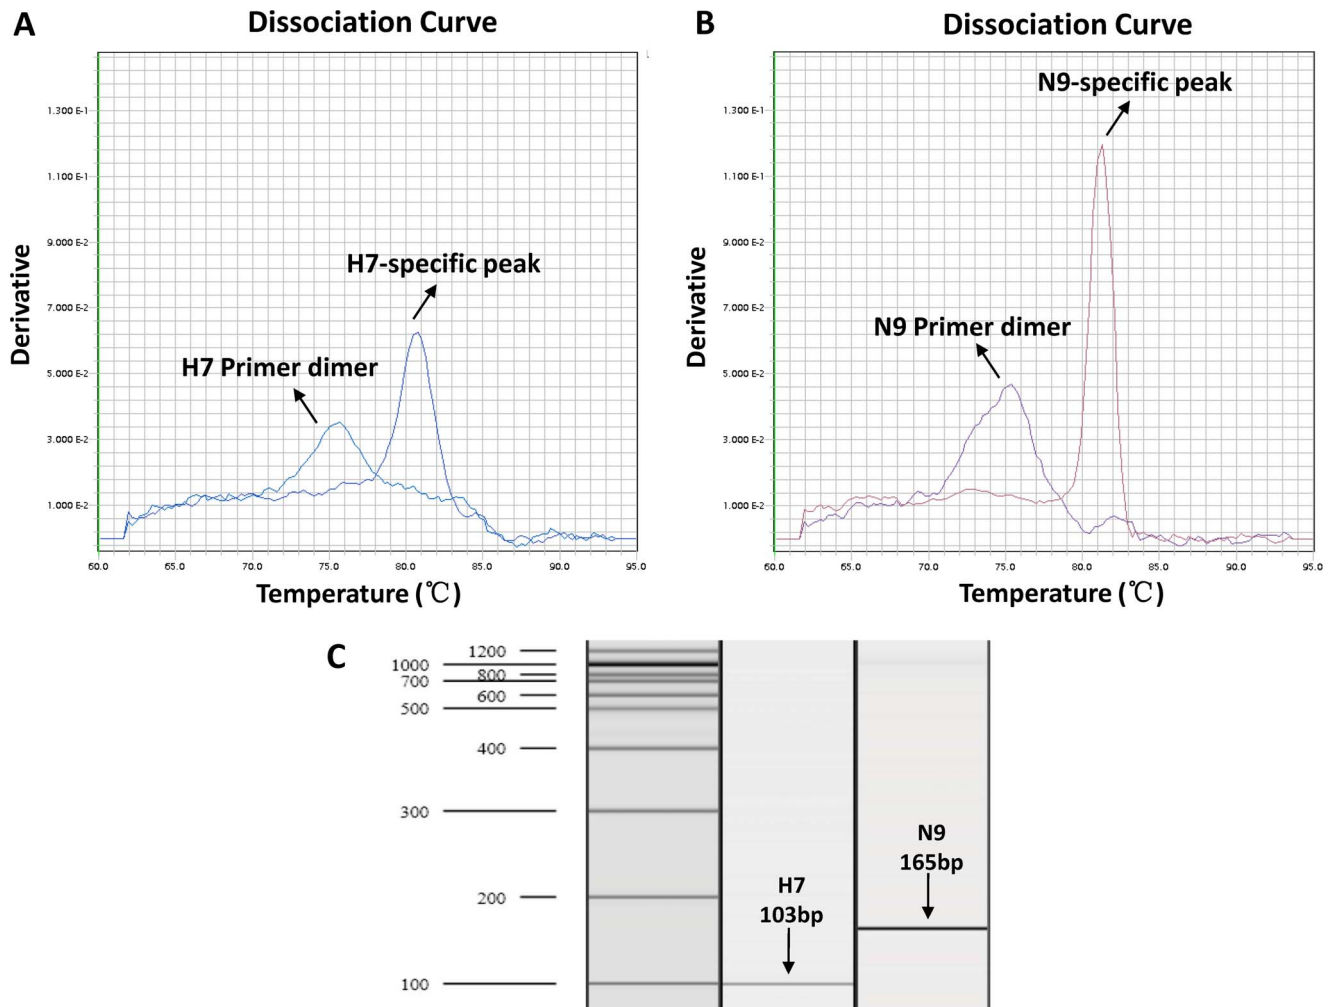 A
Dissociation Curve
1.300 E-1
1.100 E-1
9.000 E-2
7.000 E-2
5.000 E-2
3.000 E-2
1.000 E-2
Derivative
H7-specific peak
H7 Primer dimer
60.0 65.0 70.0 75.0 80.0 85.0 90.0 95.0
Temperature (℃)
B
Dissociation Curve
1.300 E-1
1.100 E-1
9.000 E-2
7.000 E-2
5.000 E-2
3.000 E-2
1.000 E-2
Derivative
N9-specific peak
N9 Primer dimer
60.0 65.0 70.0 75.0 80.0 85.0 90.0 95.0
Temperature (℃)
C
1200
1000
800
700
600
500
400
300
200
100
H7
103bp
N9
165bp